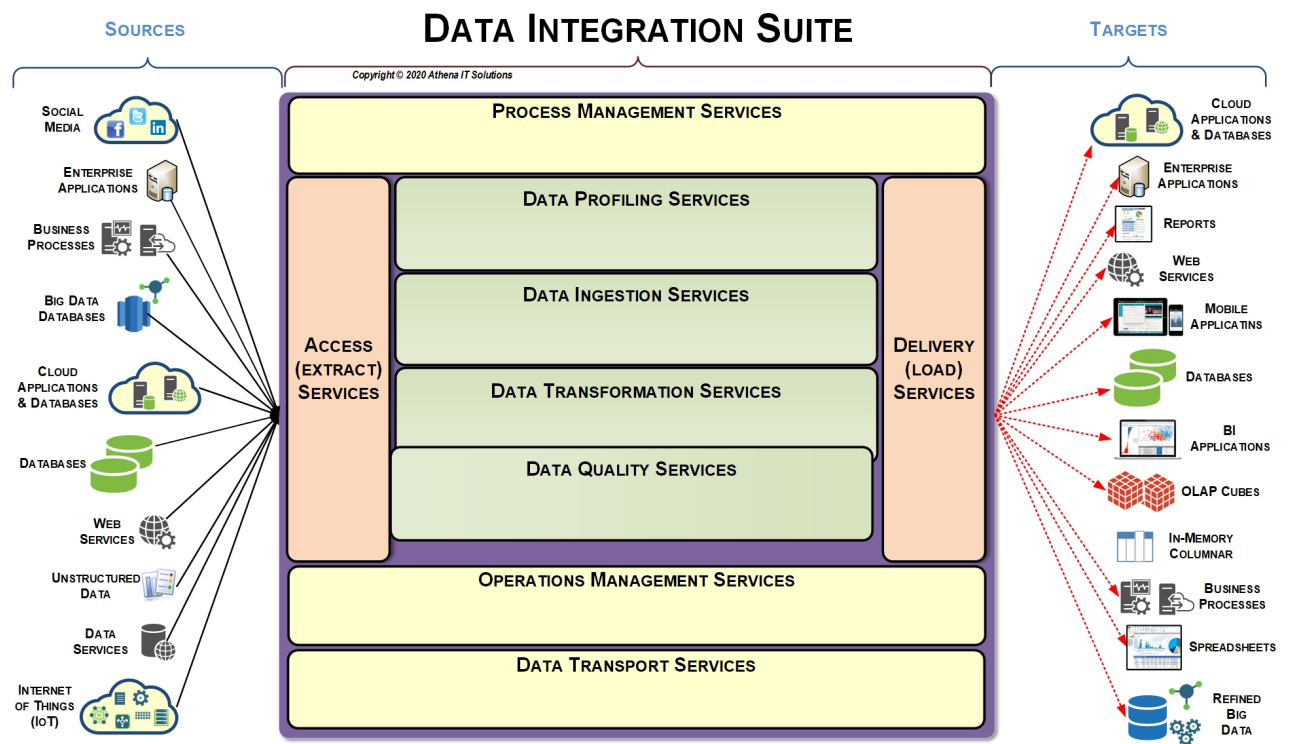 SOURCES
DATA INTEGRATION SUITE
TARGETS
Copyright © 2020 Athena IT Solutions
SOCIAL
MEDIA
ENTERPRISE
APPLICATIONS
BUSINESS
PROCESSES
BIG DATA
DATABASES
CLOUD
APPLICATIONS
& DATABASES
DATABASES
WEB
SERVICES
UNSTRUCTURED
DATA
DATA
SERVICES
INTERNET
OF THINGS
(IOT)
PROCESS MANAGEMENT SERVICES
ACCESS
(EXTRACT)
SERVICES
DATA PROFILING SERVICES
DATA INGESTION SERVICES
DATA TRANSFORMATION SERVICES
DATA QUALITY SERVICES
DELIVERY
(LOAD)
SERVICES
OPERATIONS MANAGEMENT SERVICES
DATA TRANSPORT SERVICES
CLOUD
APPLICATIONS
& DATABASES
ENTERPRISE
APPLICATIONS
REPORTS
WEB
SERVICES
MOBILE
APPLICATINS
DATABASES
BI
APPLICATIONS
OLAP CUBES
IN-MEMORY
COLUMNAR
BUSINESS
PROCESSES
SPREADSHEETS
REFINED
BIG
DATA